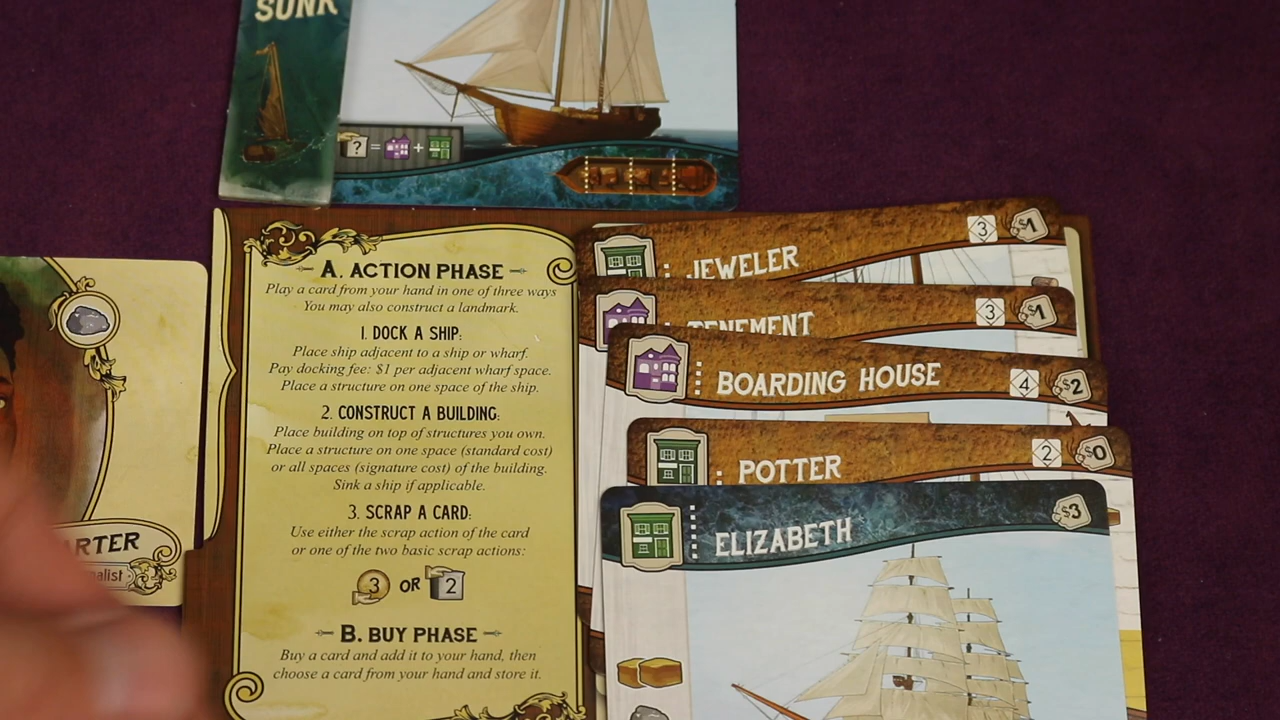 SUNK
? = +
A. ACTION PHASE
Play a card from your hand in one of three ways
You may also construct a landmark.
1. DOCK A SHIP:
Place ship adjacent to a ship or wharf.
Pay docking fee: $1 per adjacent wharf space.
Place a structure on one space of the ship.
2. CONSTRUCT A BUILDING:
Place building on top of structures you own.
Place a structure on one space (standard cost)
or all spaces (signature cost) of the building.
Sink a ship if applicable.
3. SCRAP A CARD:
Use either the scrap action of the card
or one of the two basic scrap actions:
3 OR 2
B. BUY PHASE
Buy a card and add it to your hand, then
choose a card from your hand and store it.
JEWELER 3 $1
TENEMENT 3 $1
BOARDING HOUSE 4 $2
POTTER 2 $0
ELIZABETH $3